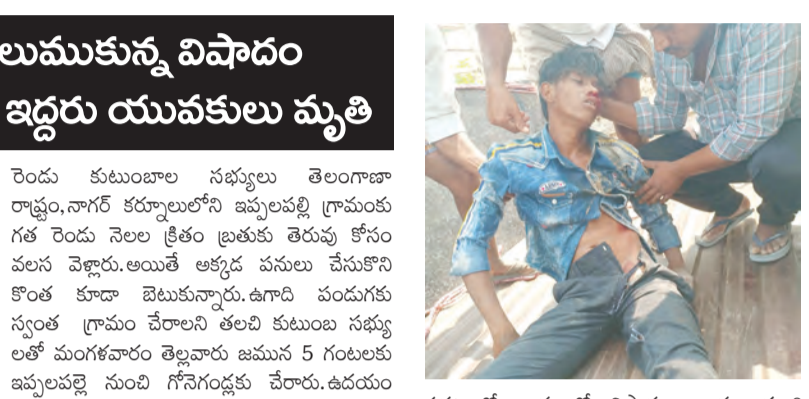 లుముకున్న విషాదం
ఇద్దరు యువకులు మృతి
రెండు కుటుంబాల సభ్యులు తెలంగాణా
రాష్ట్రం,నాగర్ కర్నూలులోని ఇప్పలపల్లి గ్రామంకు
గత రెండు నెలల క్రితం బ్రతుకు తెరువు కోసం
వలస వెళ్లారు.అయితే అక్కడ పనులు చేసుకొని
కొంత కూడా బెటుకున్నారు.ఉగాది పండుగకు
స్వంత గ్రామం చేరాలని తలచి కుటుంబ సభ్యు
లతో మంగళవారం తెల్లవారు జమున 5 గంటలకు
ఇప్పలపల్లె నుంచి గోనెగండ్లకు చేరారు.ఉదయం